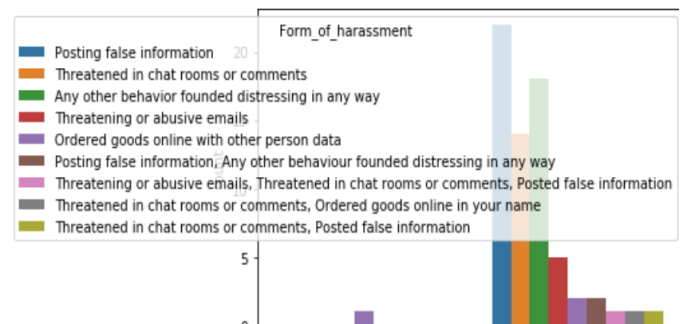 Form_of_harassment
Posting false information
20
Threatened in chat rooms or comments
Any other behavior founded distressing in any way
Threatening or abusive emails
Ordered goods online with other person data
Posting false information, Any other behaviour founded distressing in any way
Threatening or abusive emails, Threatened in chat rooms or comments, Posted false information
Threatened in chat rooms or comments, Ordered goods online in your name
Threatened in chat rooms or comments, Posted false information
5